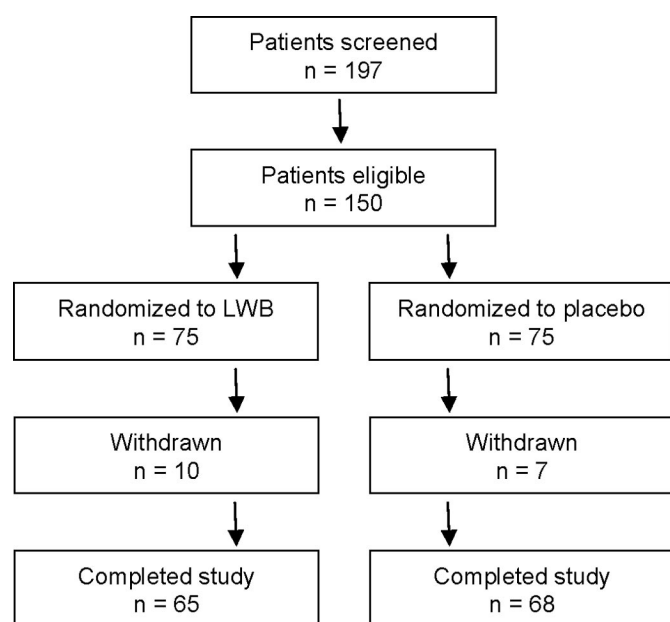 Patients screened
n = 197
Patients eligible
n = 150
Randomized to LWB
n = 75
Randomized to placebo
n = 75
Withdrawn
n = 10
Withdrawn
n = 7
Completed study
n = 65
Completed study
n = 68